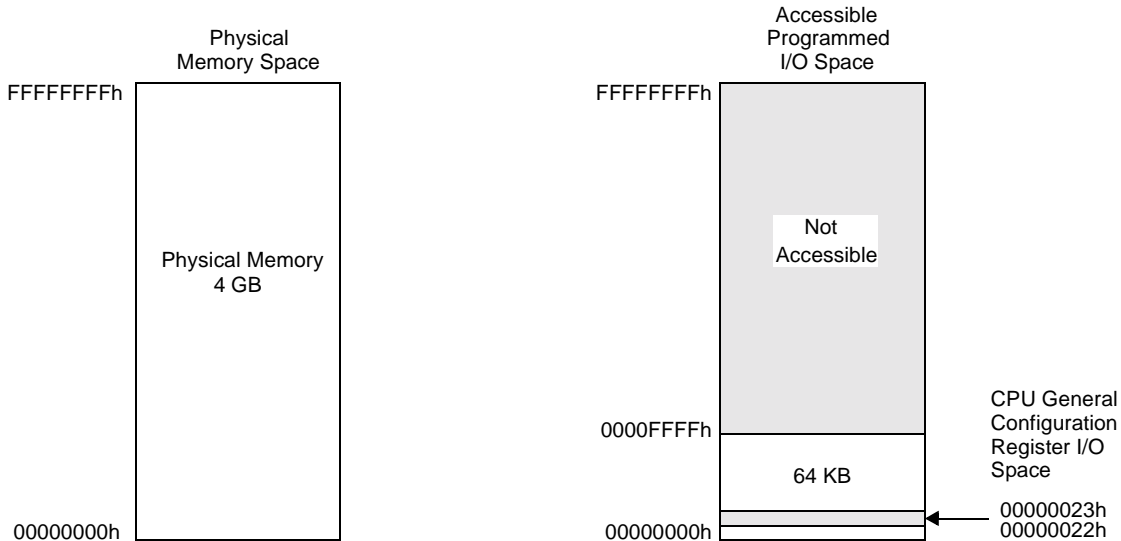 Physical
Memory Space
FFFFFFFFh
Physical Memory
4 GB
00000000h
Accessible
Programmed
I/O Space
FFFFFFFFh
Not
Accessible
0000FFFFh
64 KB
00000000h
CPU General
Configuration
Register I/O
Space
00000023h
00000022h